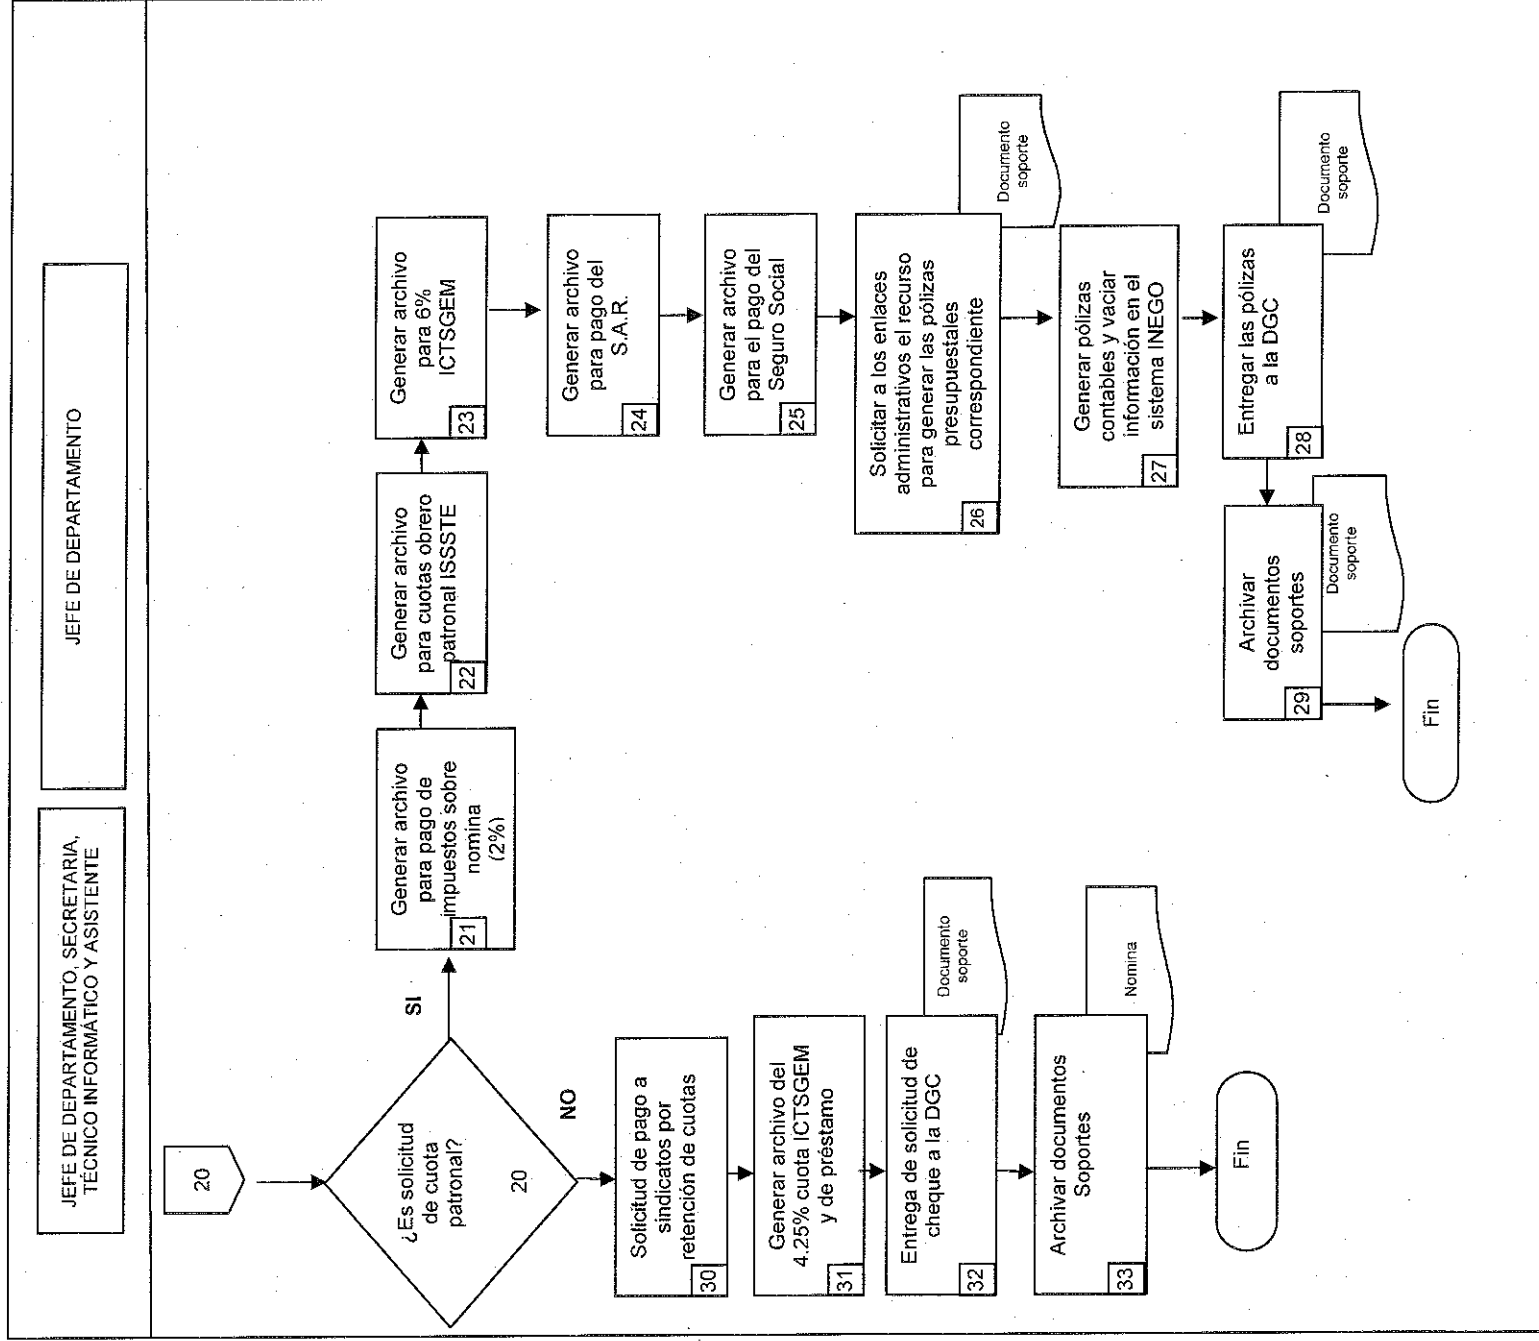 JEFE DE DEPARTAMENTO, SECRETARIA,
TÉCNICO INFORMÁTICO Y ASISTENTE
JEFE DE DEPARTAMENTO
20
¿Es solicitud
de cuota
patronal?
20
SI
NO
Generar archivo
para pago de
impuestos sobre
nomina
(2%)
21
Generar archivo
para cuotas obrero
patronal ISSSTE
22
Generar archivo
para 6%
ICTSGEM
23
Generar archivo
para pago del
S.A.R.
24
Generar archivo
para el pago del
Seguro Social
25
Solicitar a los enlaces
administrativos el recurso
para generar las pólizas
presupuestales
correspondiente
26
Documento
soporte
Generar pólizas
contables y vaciar
información en el
sistema INEGO
27
Entregar las pólizas
a la DGC
28
Documento
soporte
Archivar
documentos
soportes
29
Documento
soporte
Fin
Solicitud de pago a
sindicatos por
retención de cuotas
30
Generar archivo del
4.25% cuota ICTSGEM
y de préstamo
31
Entrega de solicitud de
cheque a la DGC
32
Documento
soporte
Archivar documentos
Soportes
33
Nomina
Fin